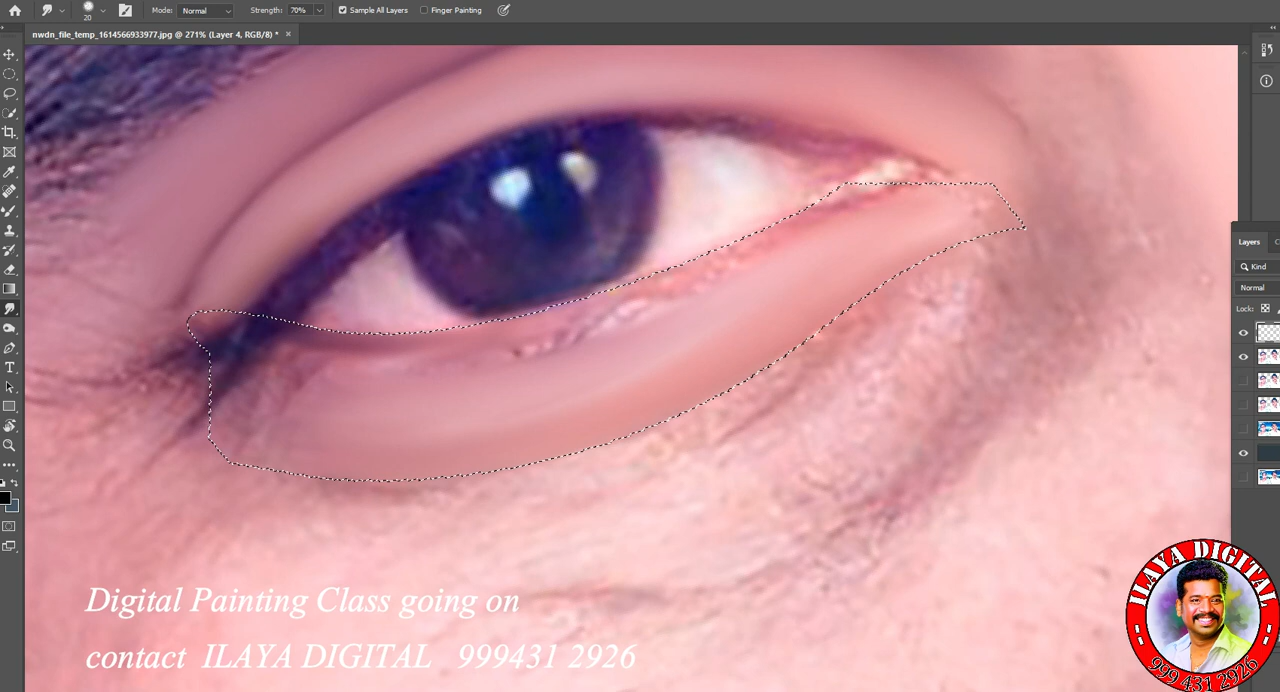 Mode: Normal Strength: 70% Sample All Layers Finger Painting
20
nwdn_file_temp_1614566933977.jpg @ 271% (Layer 4, RGB/8) *
Layers
Kind
Normal
Lock:
Digital Painting Class going on
contact ILAYA DIGITAL 999431 2926
ILAYA DIGITAL
999 431 2926